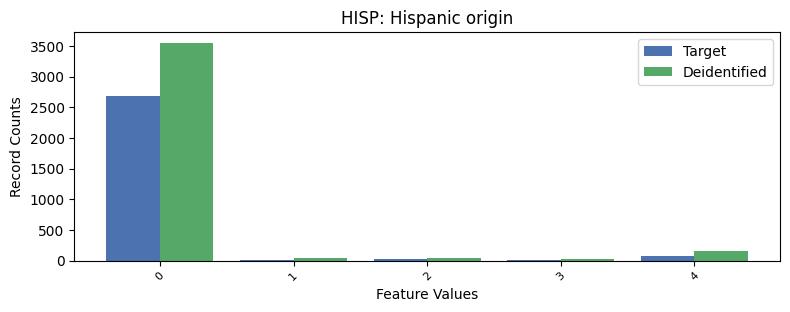 HISP: Hispanic origin
Target
Deidentified
Record Counts
3500
3000
2500
2000
1500
1000
500
0
0 1 2 3 4
Feature Values